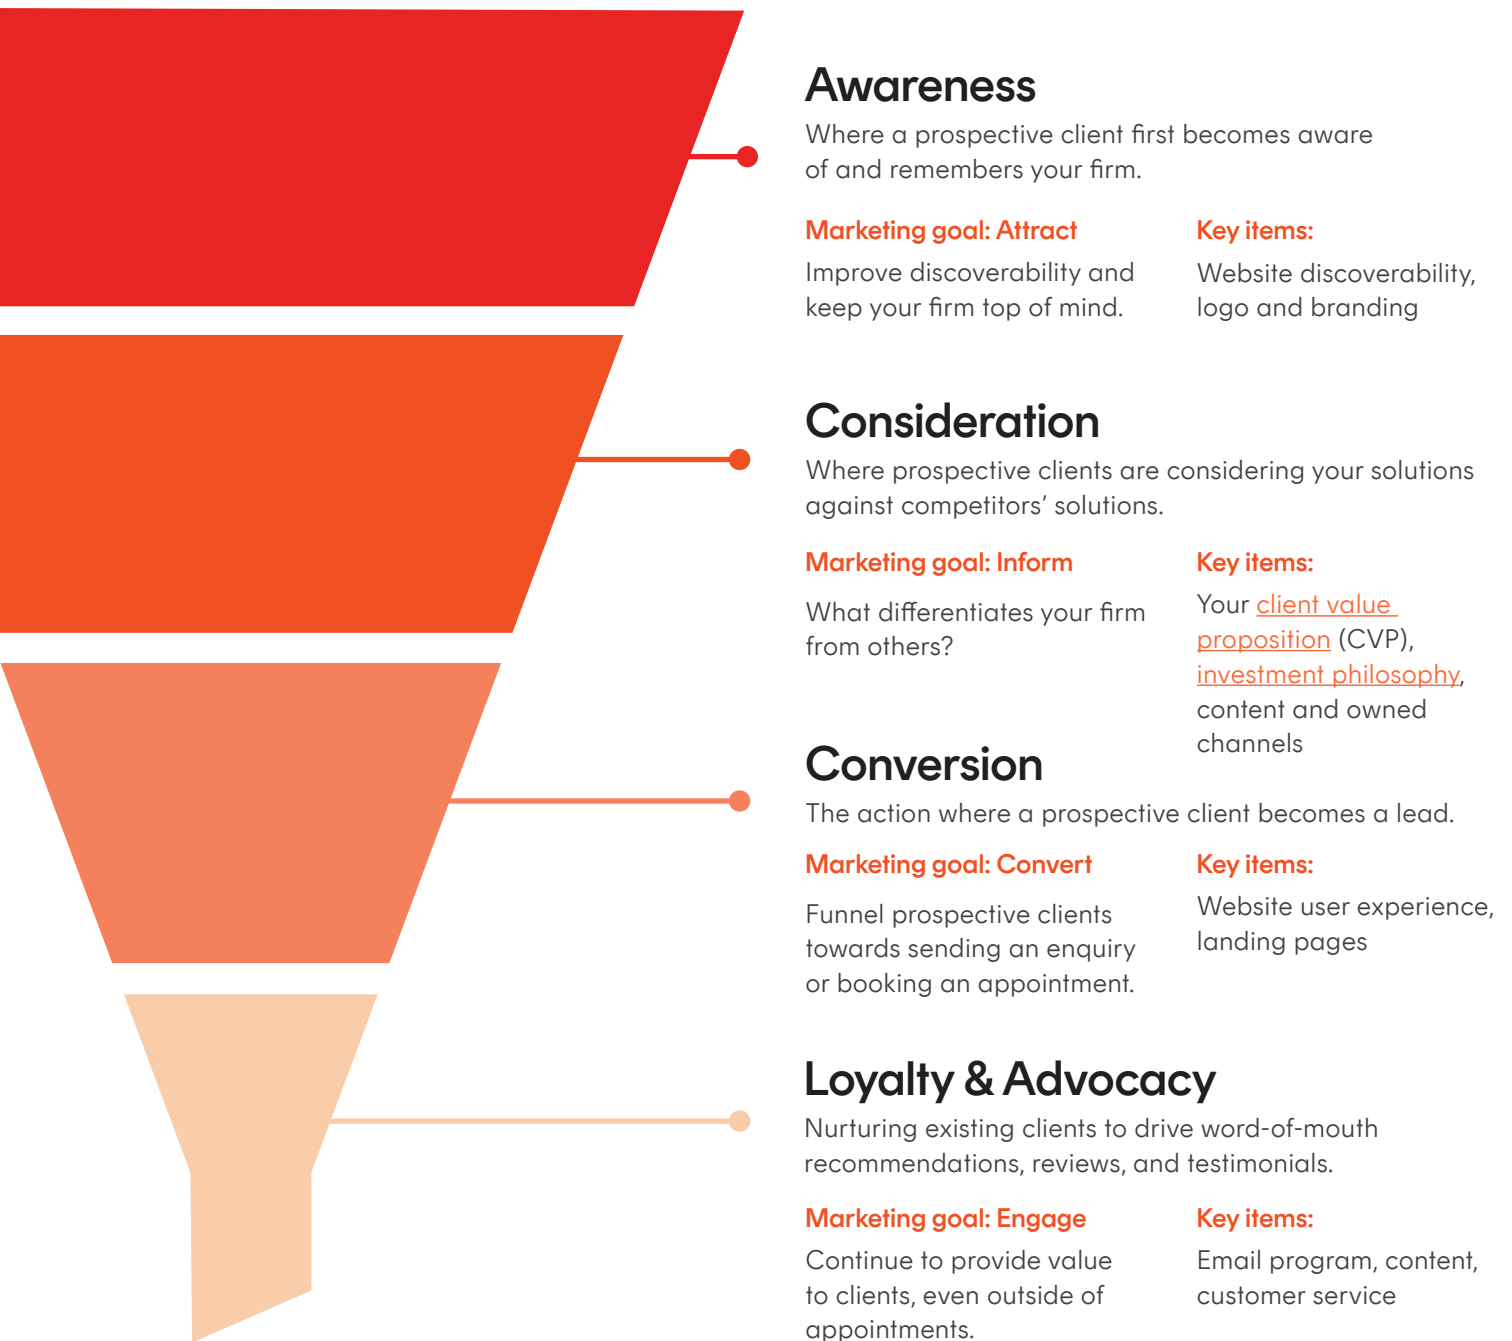 Awareness
Where a prospective client first becomes aware
of and remembers your firm.
Marketing goal: Attract
Improve discoverability and
keep your firm top of mind.
Key items:
Website discoverability,
logo and branding
Consideration
Where prospective clients are considering your solutions
against competitors’ solutions.
Marketing goal: Inform
What differentiates your firm
from others?
Key items:
Your client value
proposition (CVP),
investment philosophy,
content and owned
channels
Conversion
The action where a prospective client becomes a lead.
Marketing goal: Convert
Funnel prospective clients
towards sending an enquiry
or booking an appointment.
Key items:
Website user experience,
landing pages
Loyalty & Advocacy
Nurturing existing clients to drive word-of-mouth
recommendations, reviews, and testimonials.
Marketing goal: Engage
Continue to provide value
to clients, even outside of
appointments.
Key items:
Email program, content,
customer service